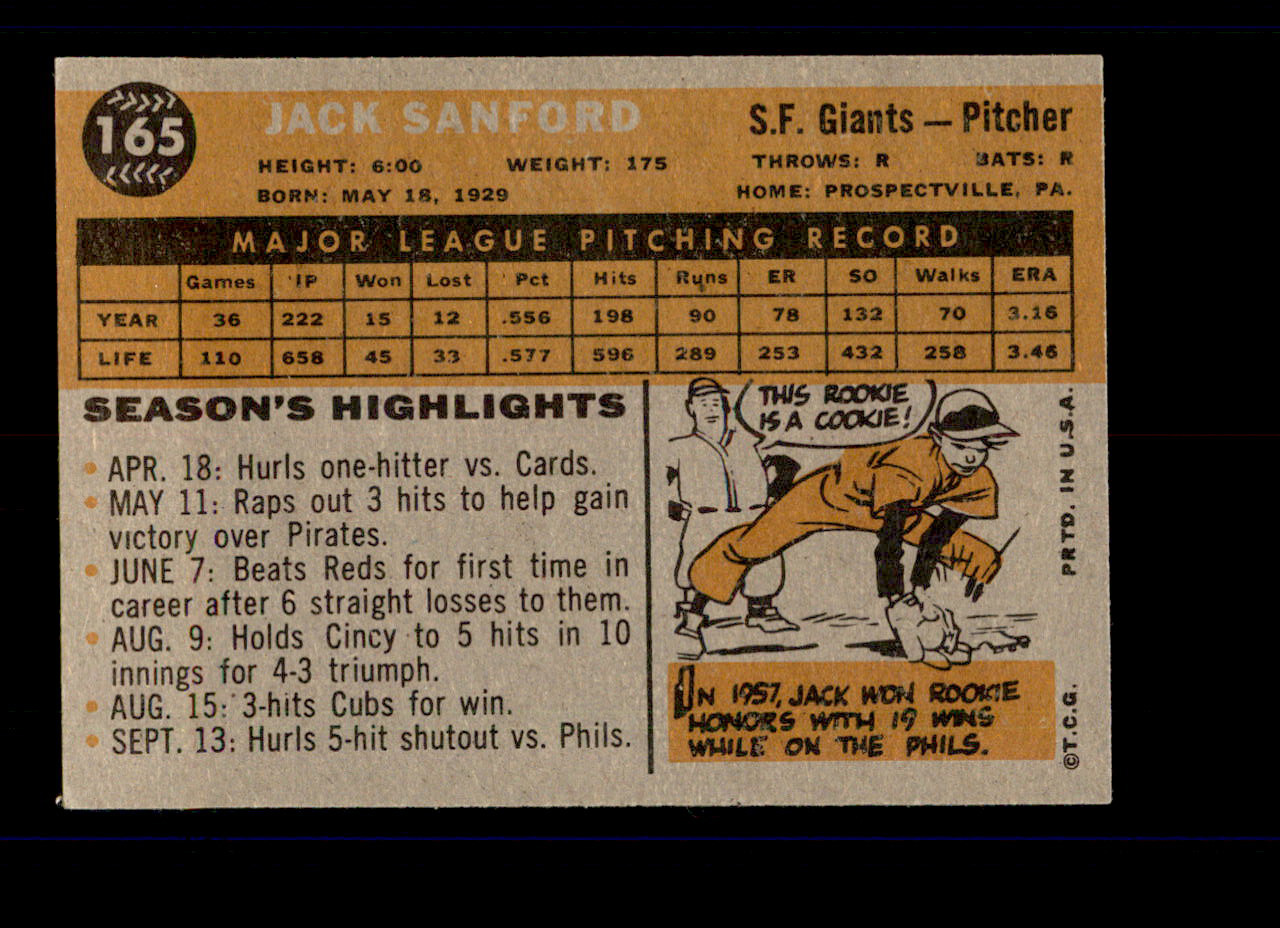 165
JACK SANFORD
S.F. Giants — Pitcher
HEIGHT: 6:00 WEIGHT: 175 THROWS: R BATS: R
BORN: MAY 18, 1929 HOME: PROSPECTVILLE, PA.
MAJOR LEAGUE PITCHING RECORD
Games IP Won Lost Pct Hits Runs ER SO Walks ERA
YEAR 36 222 15 12 .556 198 90 78 132 70 3.16
LIFE 110 658 45 33 .577 596 289 253 432 258 3.46
SEASON'S HIGHLIGHTS
• APR. 18: Hurls one-hitter vs. Cards.
• MAY 11: Raps out 3 hits to help gain
victory over Pirates.
• JUNE 7: Beats Reds for first time in
career after 6 straight losses to them.
• AUG. 9: Holds Cincy to 5 hits in 10
innings for 4-3 triumph.
• AUG. 15: 3-hits Cubs for win.
• SEPT. 13: Hurls 5-hit shutout vs. Phils.
THIS ROOKIE
IS A COOKIE!
IN 1957, JACK WON ROOKIE
HONORS WITH 19 WINS
WHILE ON THE PHILS.
PRTD. IN U.S.A.
©T.C.G.